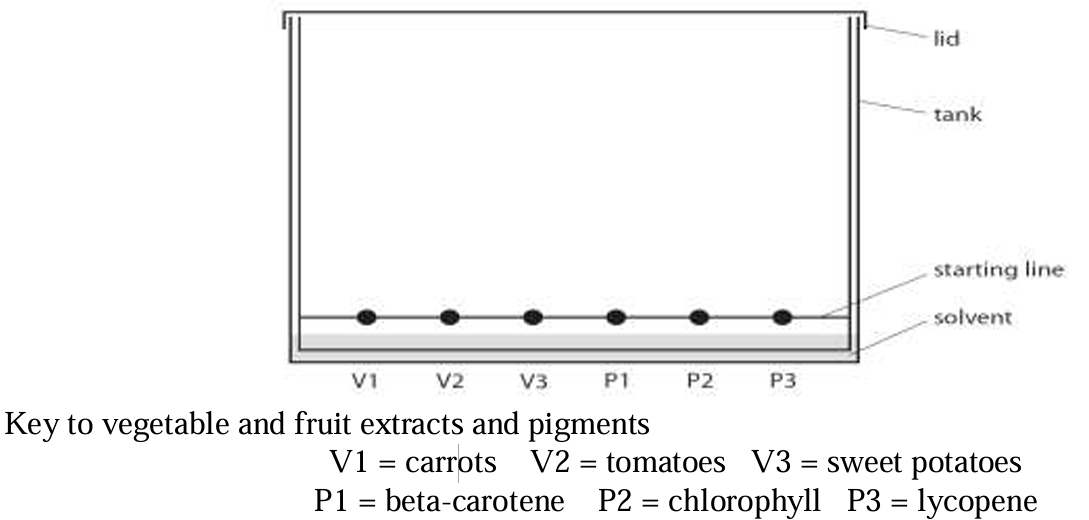 lid
tank
starting line
solvent
V1 V2 V3 P1 P2 P3
Key to vegetable and fruit extracts and pigments
V1 = carrots V2 = tomatoes V3 = sweet potatoes
P1 = beta-carotene P2 = chlorophyll P3 = lycopene